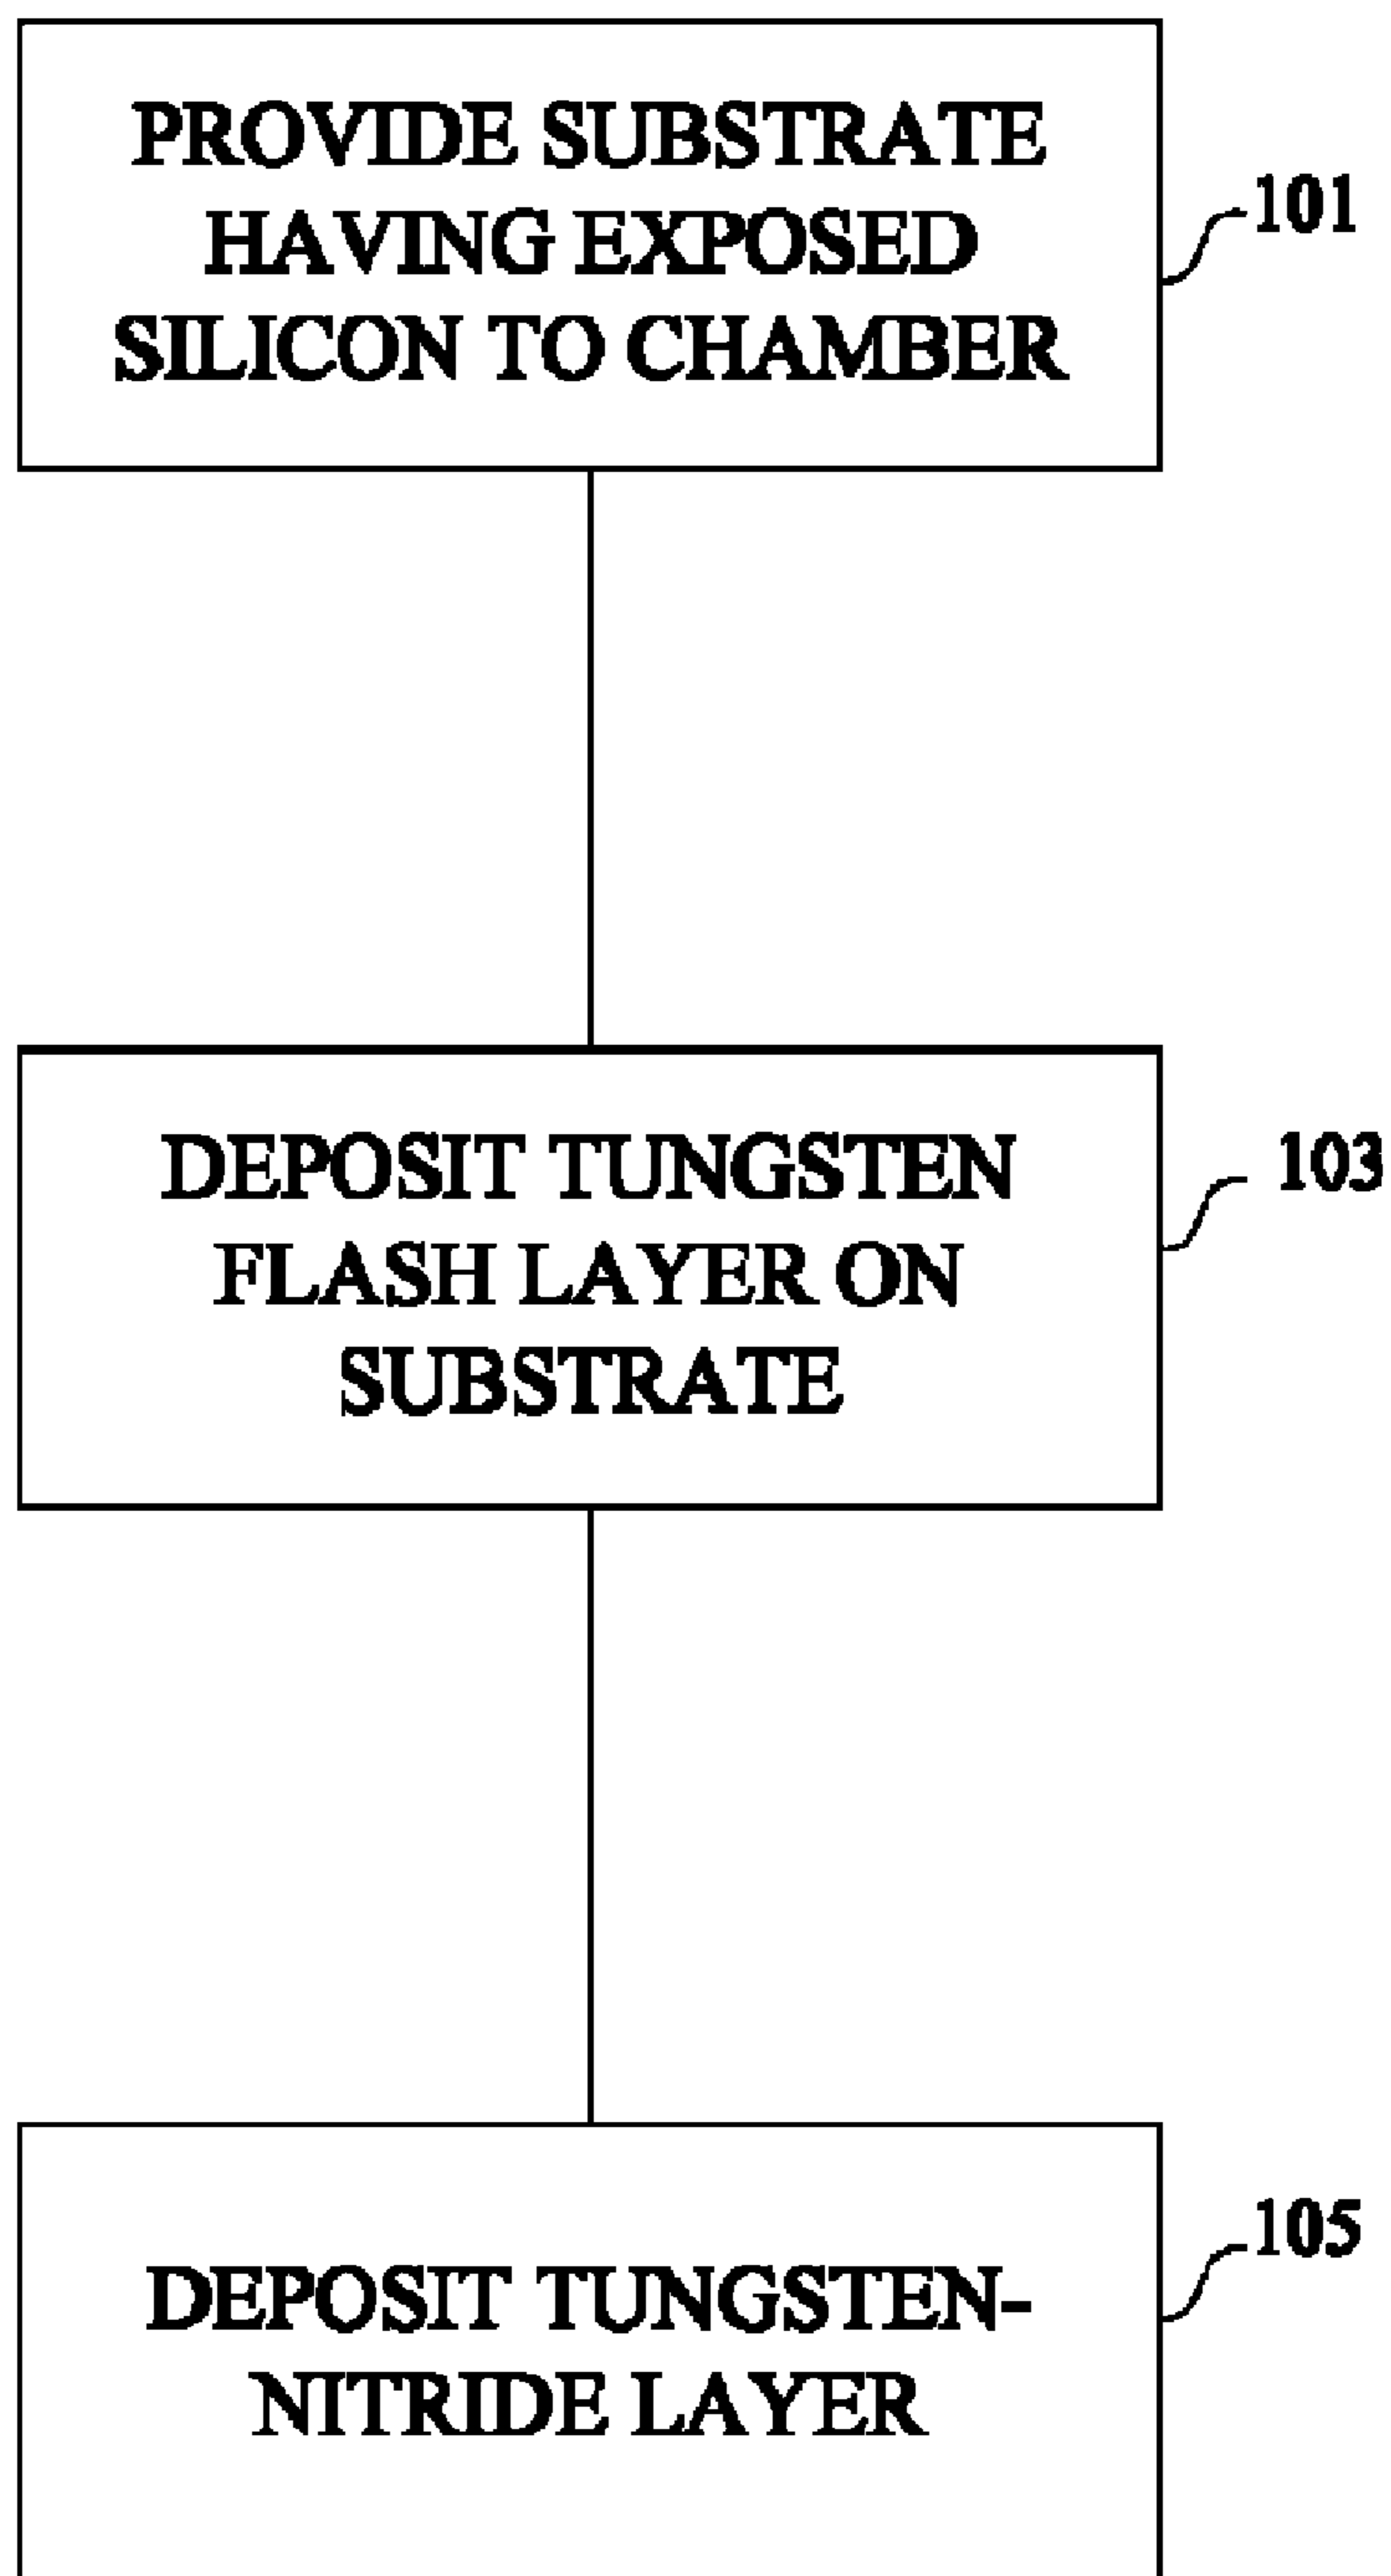 PROVIDE SUBSTRATE
HAVING EXPOSED
SILICON TO CHAMBER
101
DEPOSIT TUNGSTEN
FLASH LAYER ON
SUBSTRATE
103
DEPOSIT TUNGSTEN-
NITRIDE LAYER
105